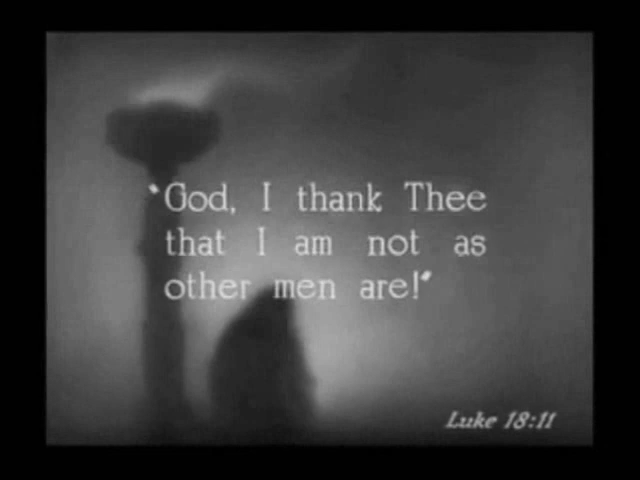 "God, I thank Thee
that I am not as
other men are!"
Luke 18:11